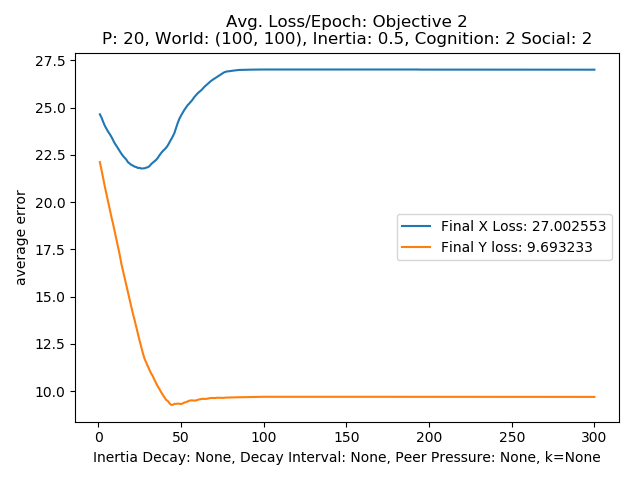 Avg. Loss/Epoch: Objective 2
P: 20, World: (100, 100), Inertia: 0.5, Cognition: 2 Social: 2
27.5
25.0
22.5
20.0
17.5
15.0
12.5
10.0
average error
Final X Loss: 27.002553
Final Y loss: 9.693233
0 50 100 150 200 250 300
Inertia Decay: None, Decay Interval: None, Peer Pressure: None, k=None